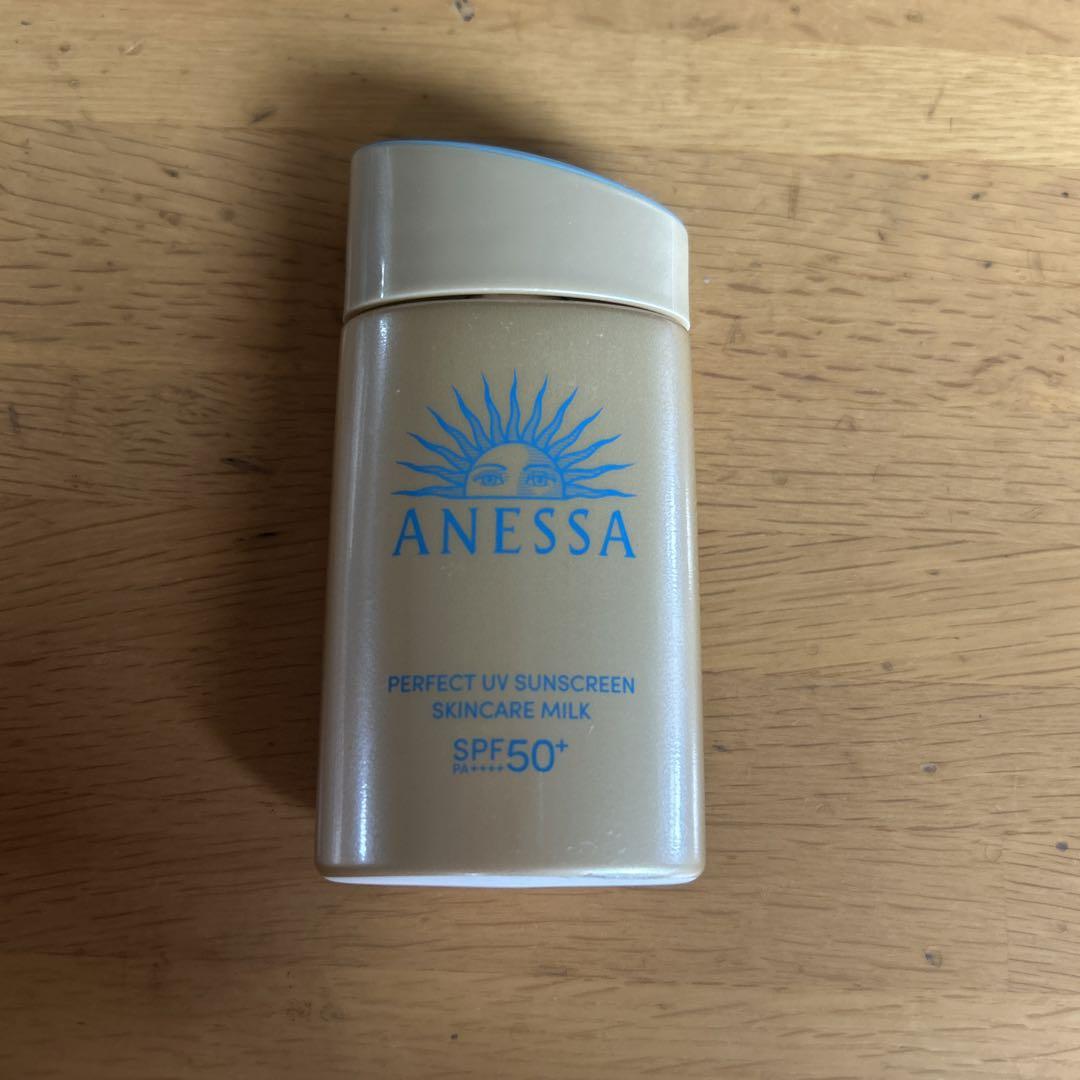 ANESSA
PERFECT UV SUNSCREEN
SKINCARE MILK
SPF50+
PA++++